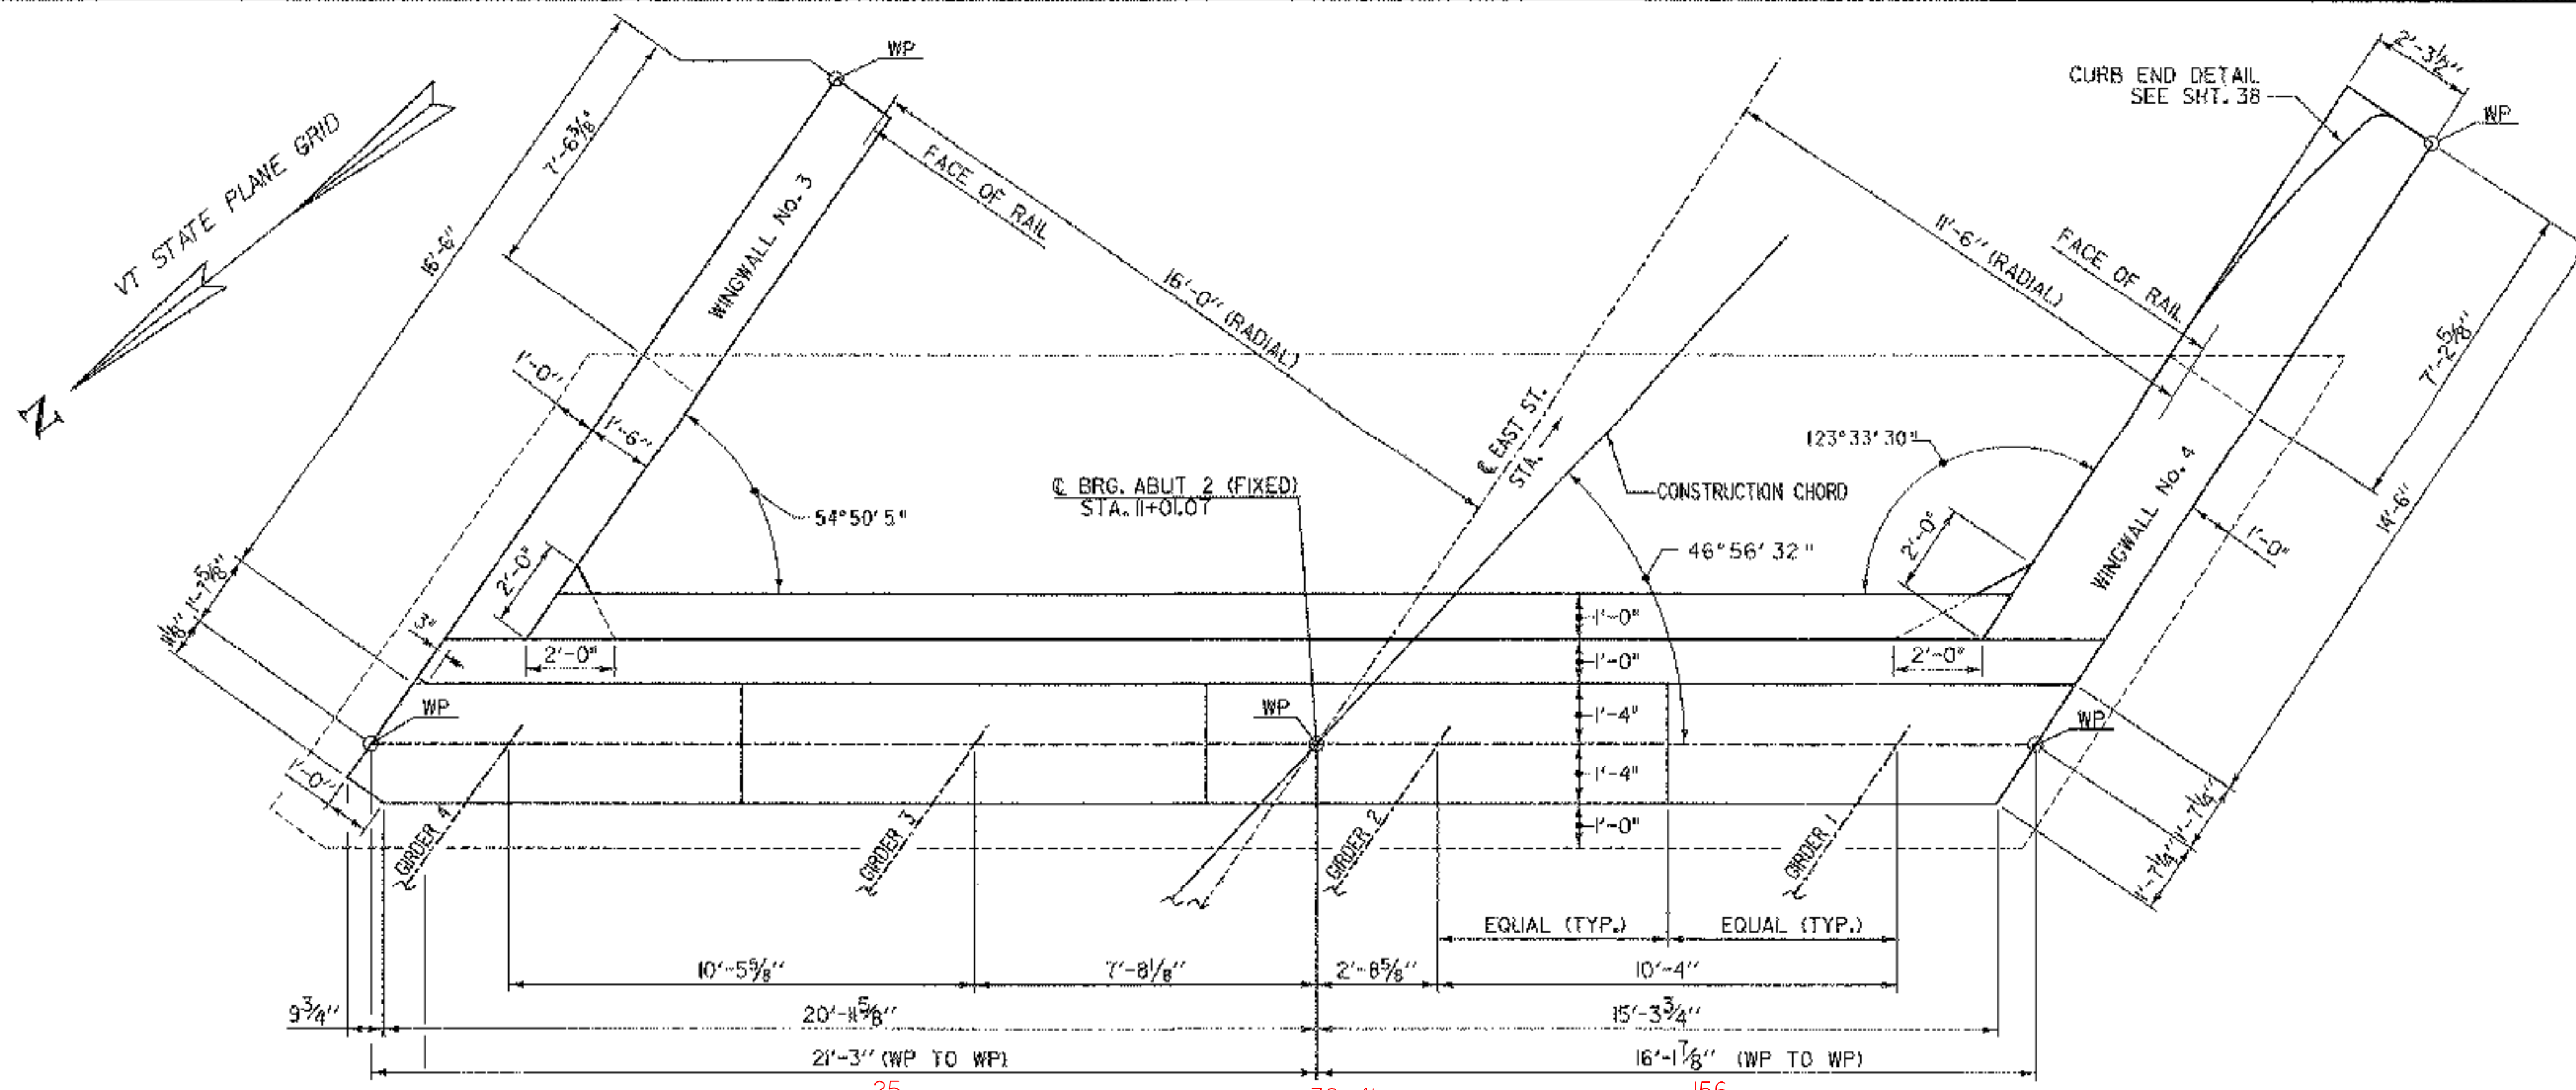 WP
2'-3½"
CURB END DETAIL
SEE SHT. 38
WP
VT STATE PLANE GRID
N
16'-6"
7'-6⅜"
WINGWALL No. 3
FACE OF RAIL
16'-0" (RADIAL)
11'-6" (RADIAL)
FACE OF RAIL
7'-2⅝"
14'-6"
1'-0"
1'-6"
54°50'5"
℄ BRG. ABUT 2 (FIXED)
STA. 11+01.07
℄ EAST ST.
STA.
CONSTRUCTION CHORD
46°56'32"
123°33'30"
2'-0"
WINGWALL No. 4
1'-0"
1'-7⅝"
2'-0"
3"
2'-0"
1'-0"
1'-0"
2'-0"
WP
WP
1'-4"
1'-4"
1'-0"
WP
1'-0"
1'-7¼"
1'-7¼"
GIRDER 4
GIRDER 3
GIRDER 2
GIRDER 1
EQUAL (TYP.)
EQUAL (TYP.)
10'-5⅝"
7'-8⅛"
2'-8⅝"
10'-4"
9¾"
20'-11⅝"
15'-3¾"
21'-3" (WP TO WP)
16'-1⅞" (WP TO WP)
25
156